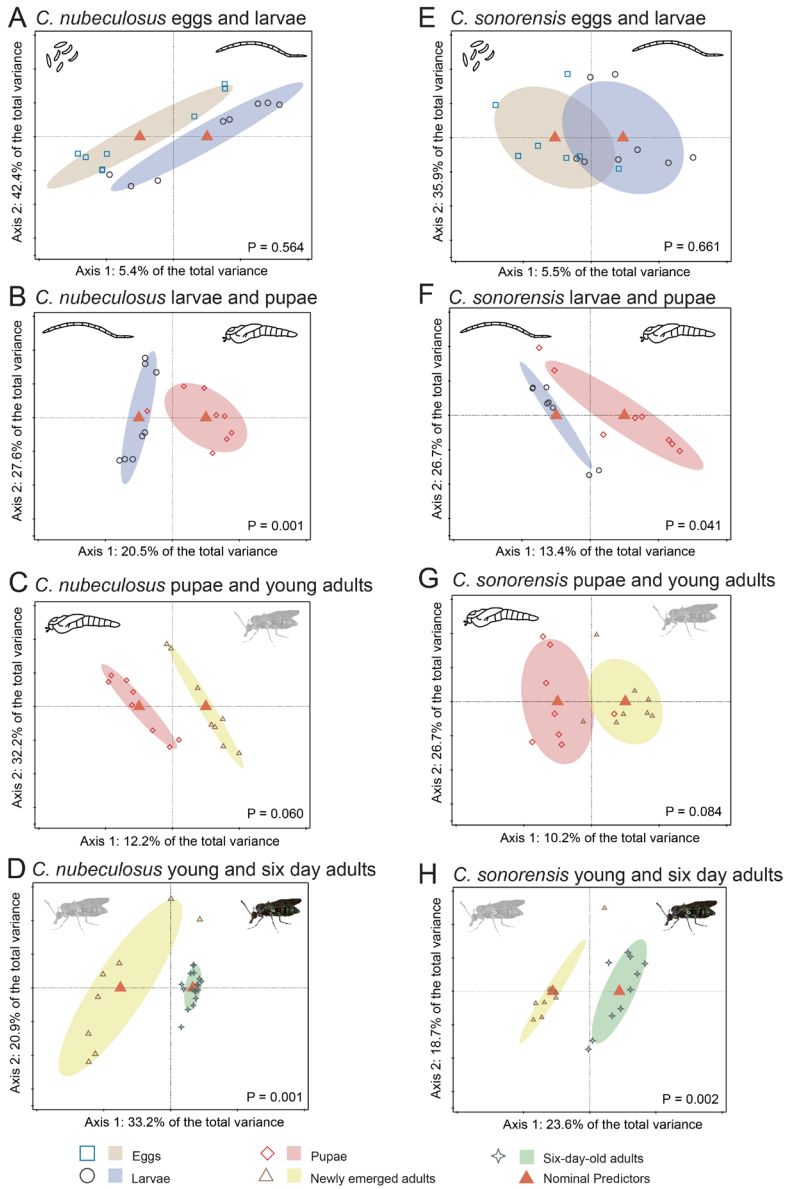 A C. nubeculosus eggs and larvae
Axis 2: 42.4% of the total variance
P = 0.564
Axis 1: 5.4% of the total variance
E C. sonorensis eggs and larvae
Axis 2: 35.9% of the total variance
P = 0.661
Axis 1: 5.5% of the total variance
B C. nubeculosus larvae and pupae
Axis 2: 27.6% of the total variance
P = 0.001
Axis 1: 20.5% of the total variance
F C. sonorensis larvae and pupae
Axis 2: 26.7% of the total variance
P = 0.041
Axis 1: 13.4% of the total variance
C C. nubeculosus pupae and young adults
Axis 2: 32.2% of the total variance
P = 0.060
Axis 1: 12.2% of the total variance
G C. sonorensis pupae and young adults
Axis 2: 26.7% of the total variance
P = 0.084
Axis 1: 10.2% of the total variance
D C. nubeculosus young and six day adults
Axis 2: 20.9% of the total variance
P = 0.001
Axis 1: 33.2% of the total variance
H C. sonorensis young and six day adults
Axis 2: 18.7% of the total variance
P = 0.002
Axis 1: 23.6% of the total variance
Eggs
Larvae
Pupae
Newly emerged adults
Six-day-old adults
Nominal Predictors